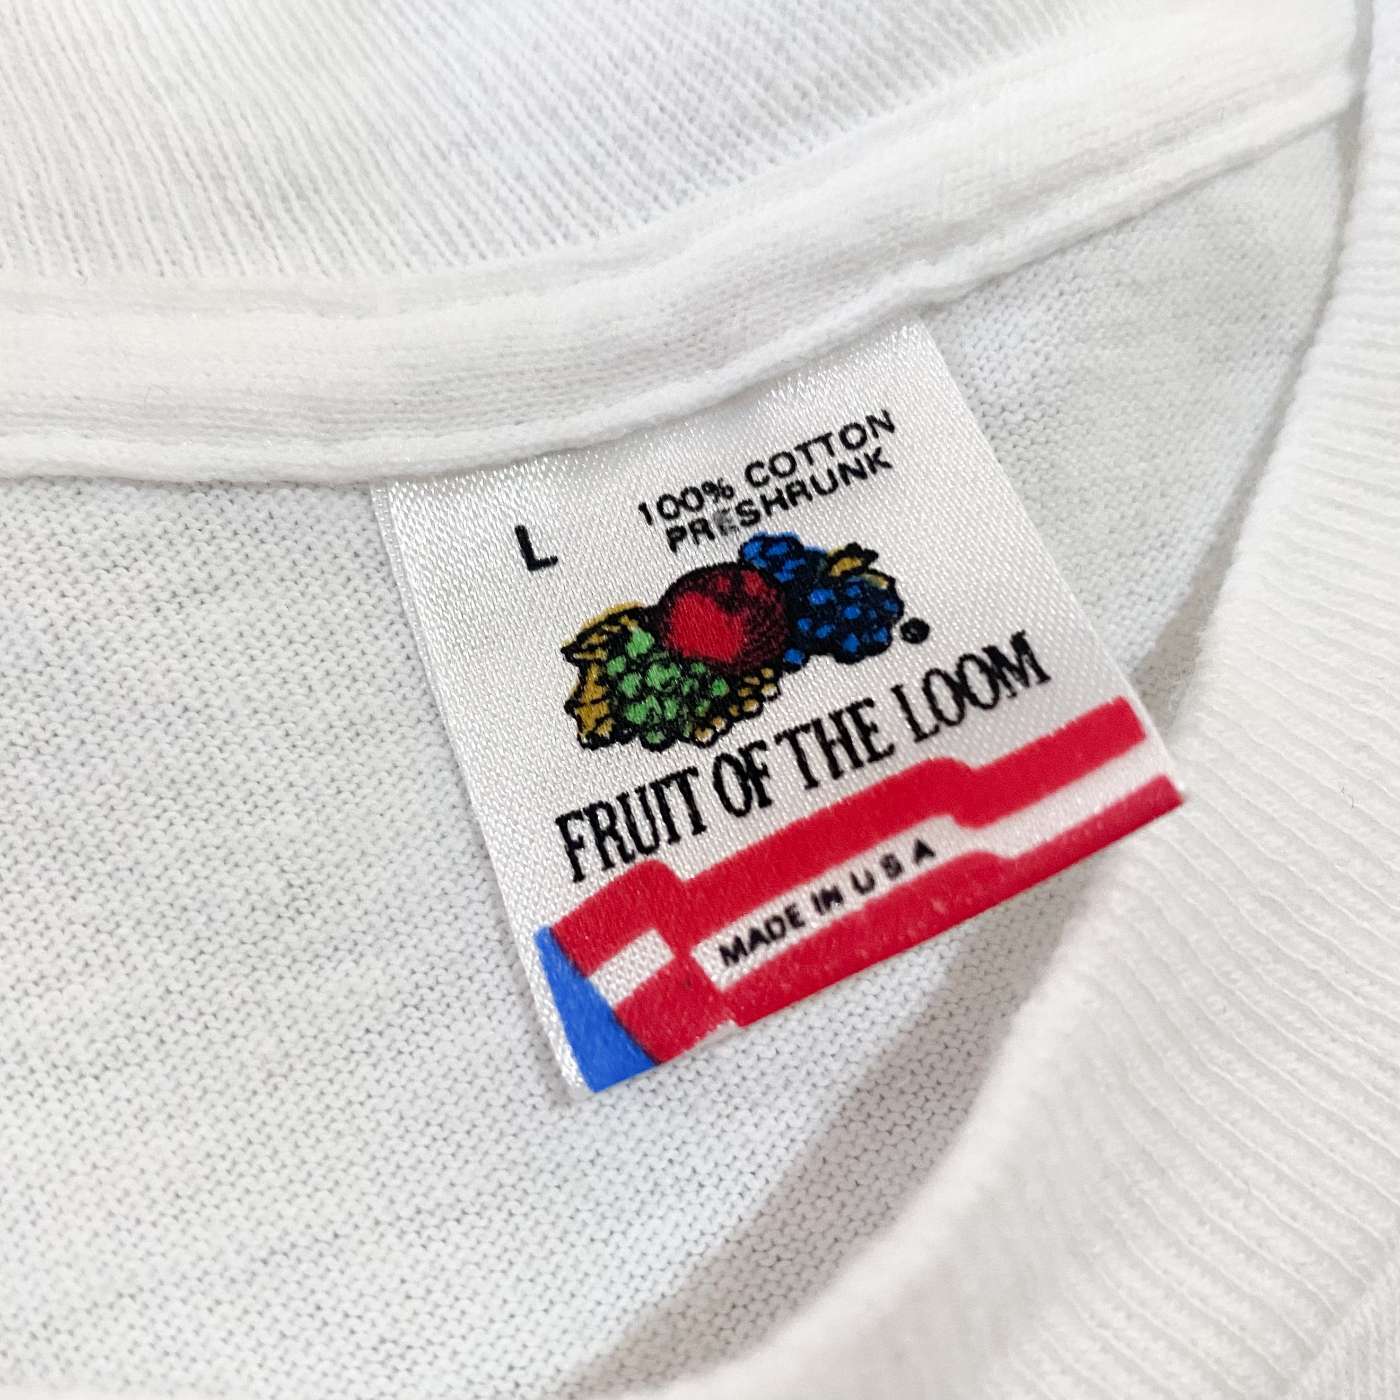 L
100% COTTON
PRESHRUNK
FRUIT OF THE LOOM
MADE IN U S A